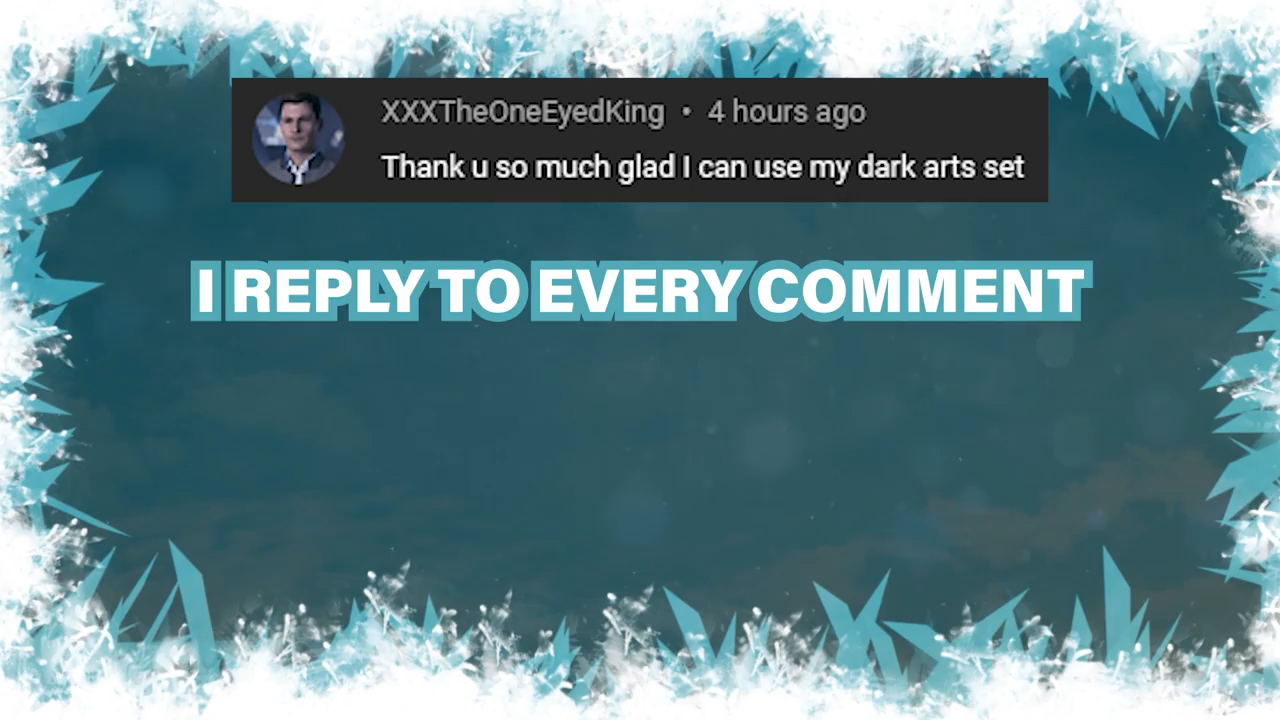 XXXTheOneEyedKing • 4 hours ago
Thank u so much glad I can use my dark arts set
I REPLY TO EVERY COMMENT